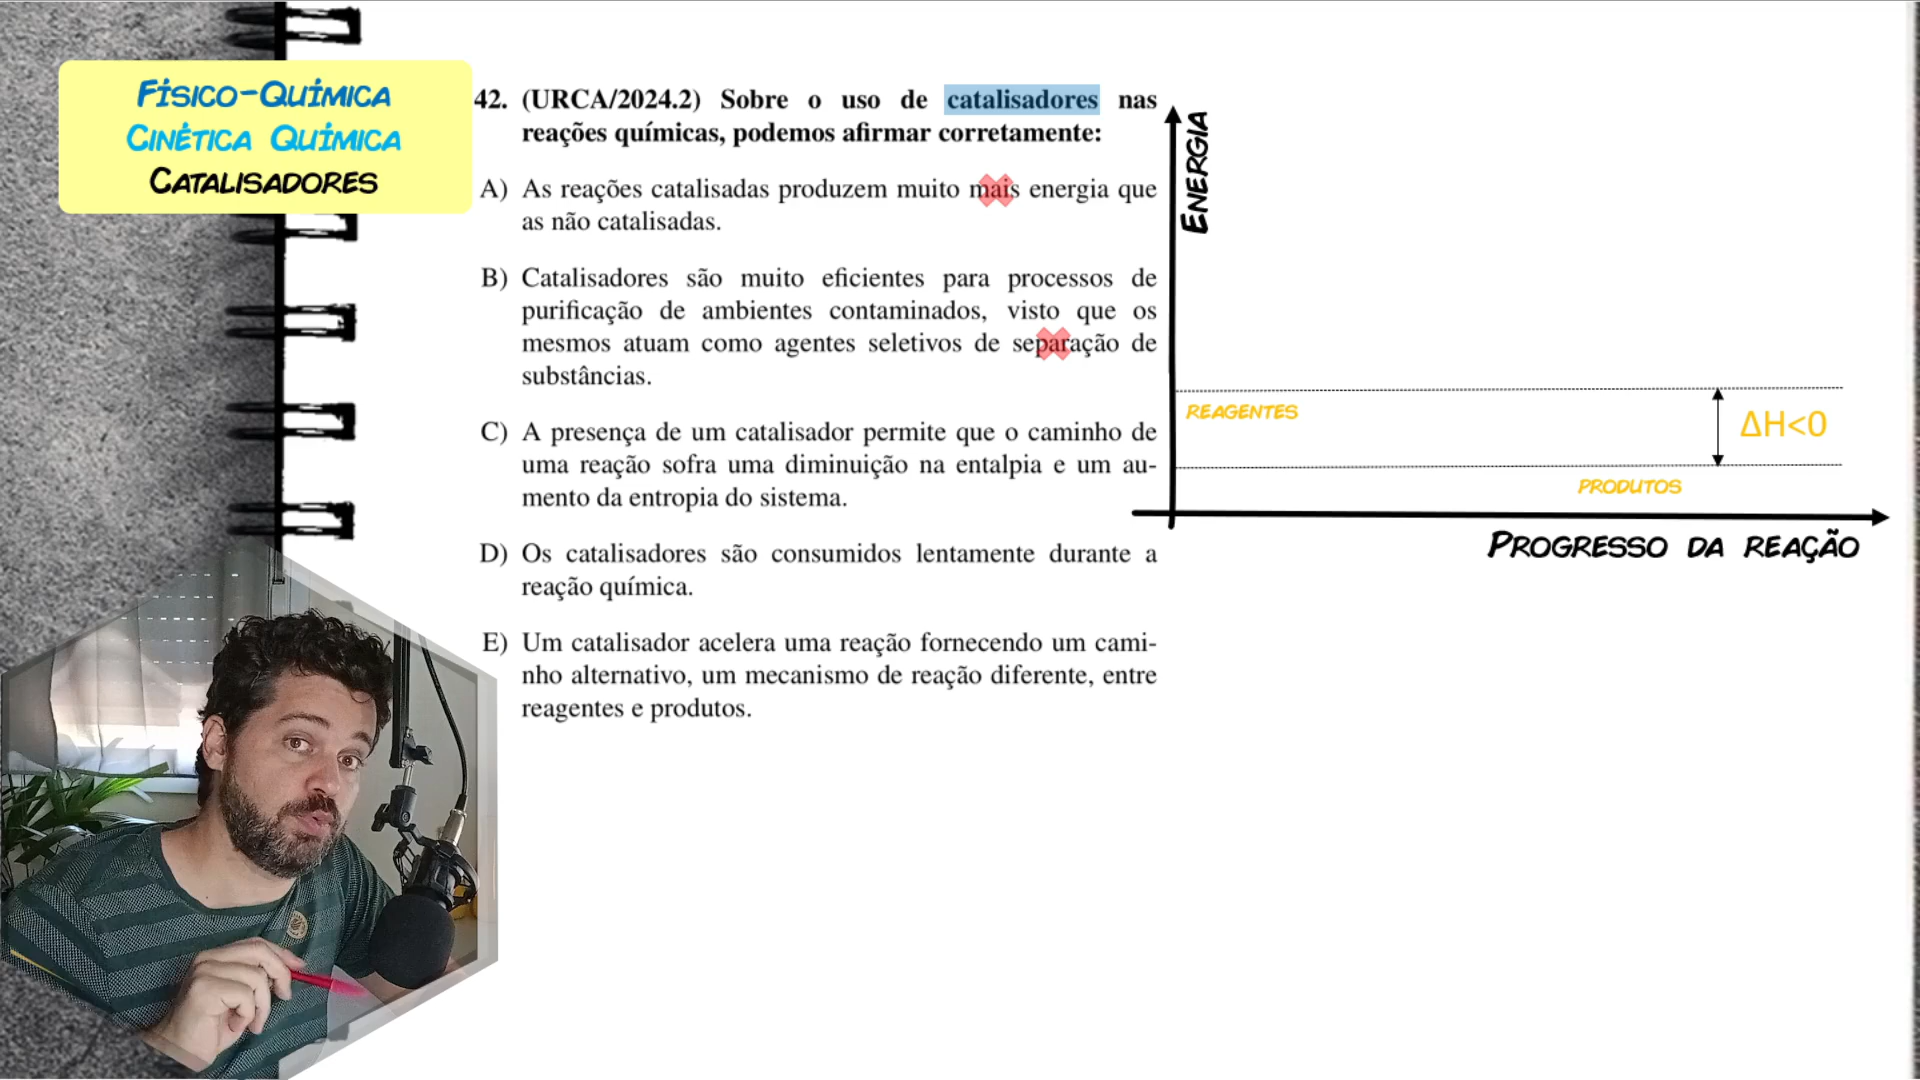 Físico-Química
Cinética Química
Catalisadores
42. (URCA/2024.2) Sobre o uso de catalisadores nas
reações químicas, podemos afirmar corretamente:
A) As reações catalisadas produzem muito mais energia que
as não catalisadas.
B) Catalisadores são muito eficientes para processos de
purificação de ambientes contaminados, visto que os
mesmos atuam como agentes seletivos de separação de
substâncias.
C) A presença de um catalisador permite que o caminho de
uma reação sofra uma diminuição na entalpia e um au-
mento da entropia do sistema.
D) Os catalisadores são consumidos lentamente durante a
reação química.
E) Um catalisador acelera uma reação fornecendo um cami-
nho alternativo, um mecanismo de reação diferente, entre
reagentes e produtos.
Energia
Reagentes
ΔH<0
Produtos
Progresso da reação